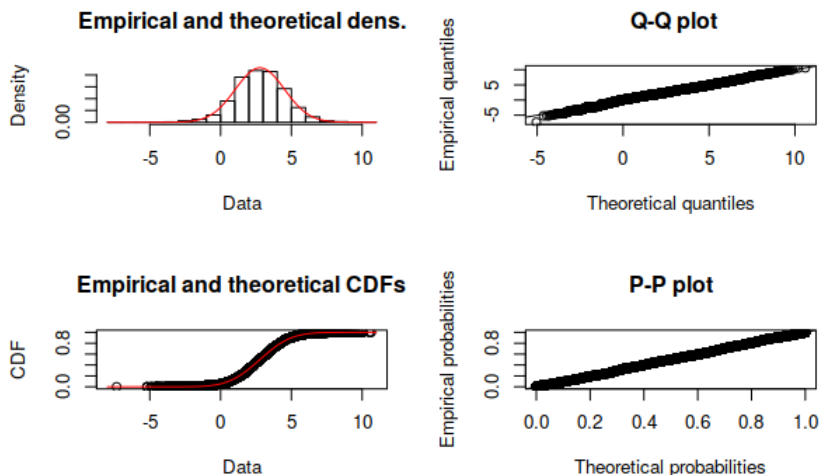 Empirical and theoretical dens.
Density
0.00
-5 0 5 10
Data
Q-Q plot
Empirical quantiles
-5 5
-5 0 5 10
Theoretical quantiles
Empirical and theoretical CDFs
CDF
0.0 0.8
-5 0 5 10
Data
P-P plot
Empirical probabilities
0.0 0.8
0.0 0.2 0.4 0.6 0.8 1.0
Theoretical probabilities